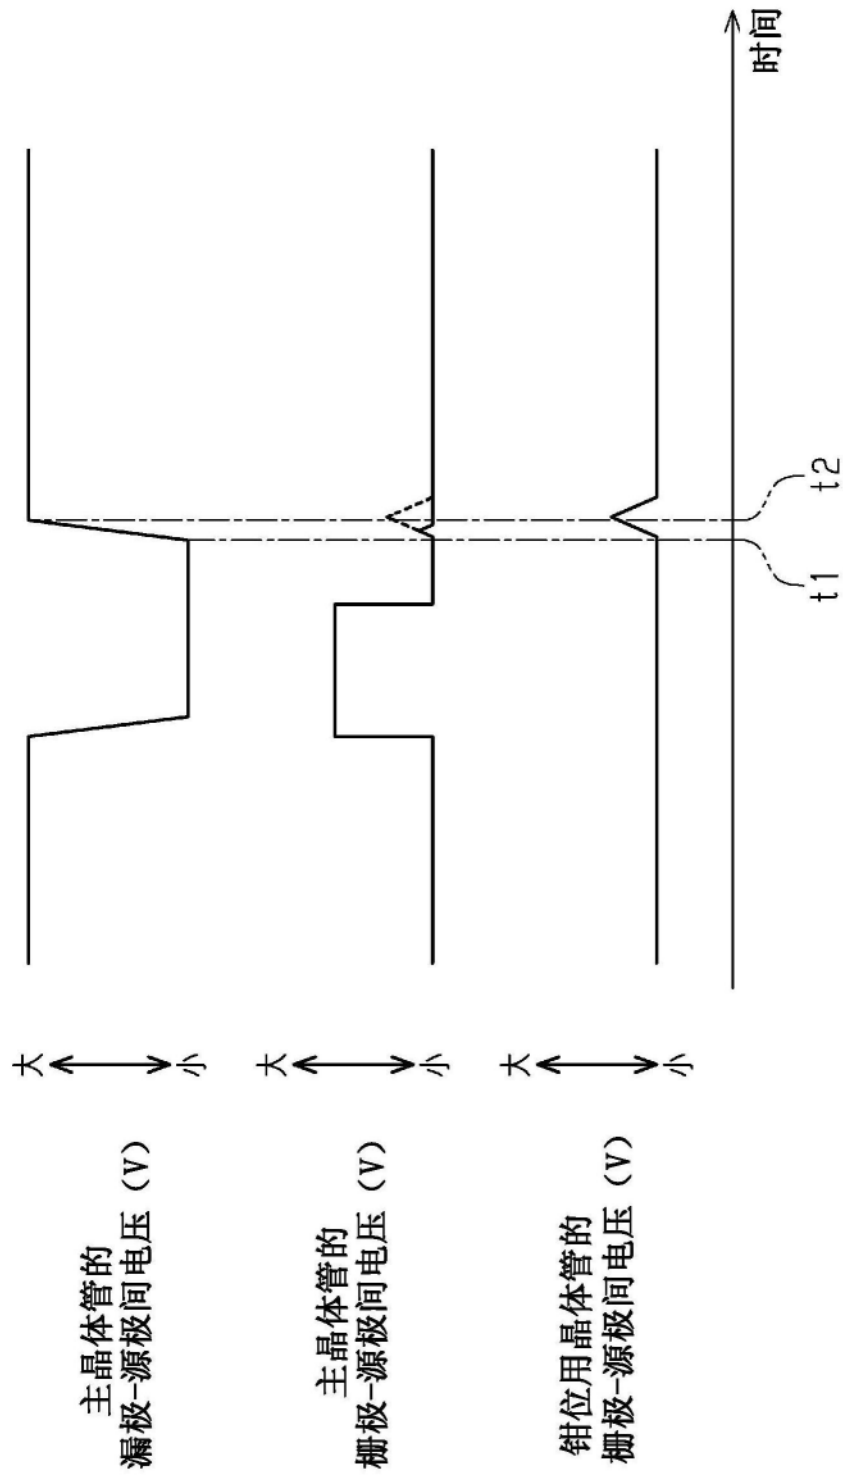 主晶体管的
漏极-源极间电压（V）
大
小
主晶体管的
栅极-源极间电压（V）
大
小
钳位用晶体管的
栅极-源极间电压（V）
大
小
t1
t2
时间